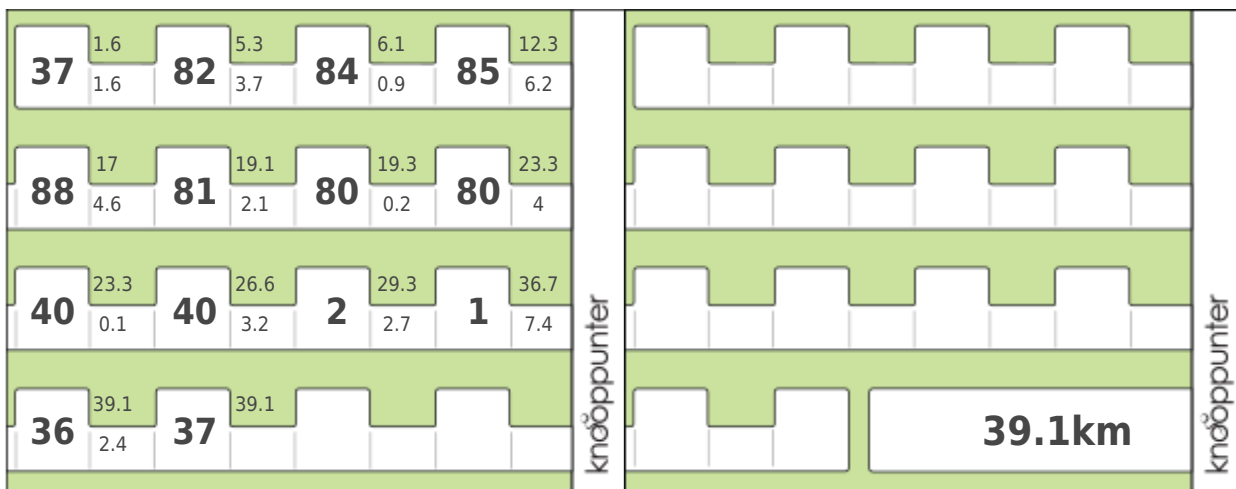 1.6 5.3 6.1 12.3
37 82 84 85
1.6 3.7 0.9 6.2
17 19.1 19.3 23.3
88 81 80 80
4.6 2.1 0.2 4
23.3 26.6 29.3 36.7
40 40 2 1
0.1 3.2 2.7 7.4
39.1 39.1
36 37
2.4
knooppunter
39.1km
knooppunter